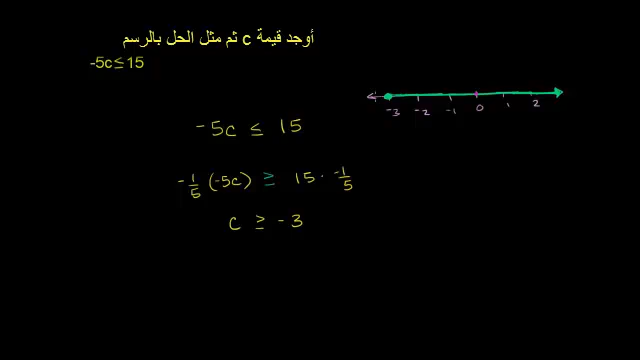 أوجد قيمة c ثم مثل الحل بالرسم
-5c≤15
-3 -2 -1 0 1 2
-5c ≤ 15
-1/5 (-5c) ≥ 15 · -1/5
c ≥ -3